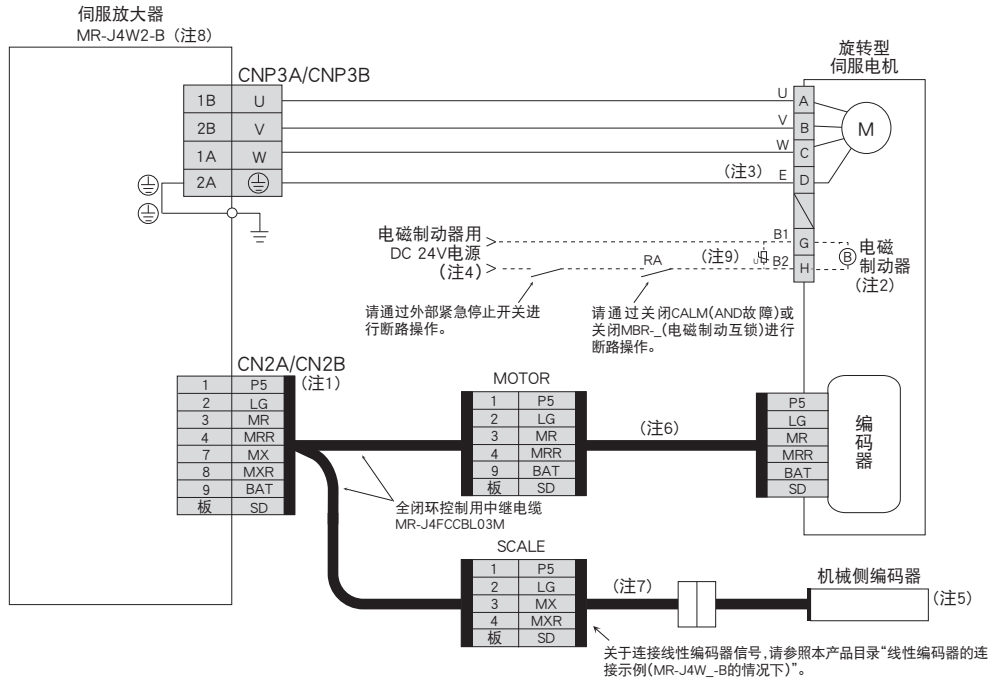 伺服放大器
MR-J4W2-B（注8）
旋转型
伺服电机
CNP3A/CNP3B
1B U
2B V
1A W
2A
U A
V B
W C
（注3） E D
M
电磁制动器用
DC 24V电源
（注4）
RA
（注9）
U
B1 G
B2 H
B
电磁
制动器
（注2）
请通过外部紧急停止开关进
行断路操作。
请通过关闭CALM(AND故障)或
关闭MBR-_(电磁制动互锁)进行
断路操作。
CN2A/CN2B
（注1）
1 P5
2 LG
3 MR
4 MRR
7 MX
8 MXR
9 BAT
板 SD
MOTOR
1 P5
2 LG
3 MR
4 MRR
9 BAT
板 SD
（注6）
P5
LG
MR
MRR
BAT
SD
编
码
器
全闭环控制用中继电缆
MR-J4FCCBL03M
SCALE
1 P5
2 LG
3 MX
4 MXR
板 SD
（注7）
机械侧编码器
（注5）
关于连接线性编码器信号,请参照本产品目录“线性编码器的连
接示例(MR-J4W_-B的情况下)”。